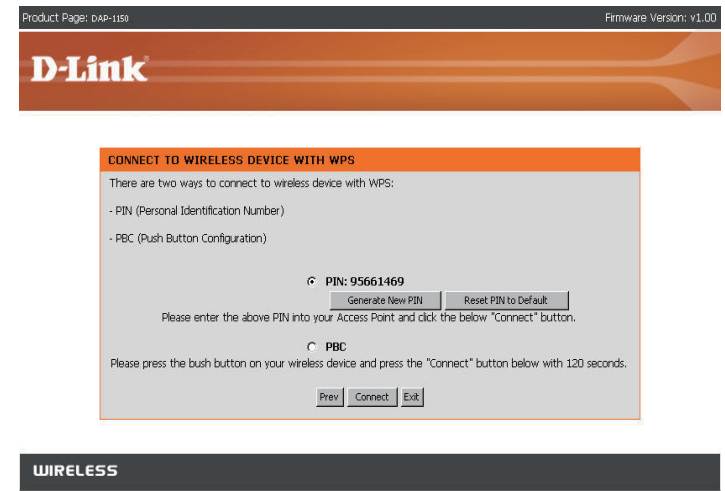 Product Page: DAP-1150 Firmware Version: v1.00
D-Link
CONNECT TO WIRELESS DEVICE WITH WPS
There are two ways to connect to wireless device with WPS:
- PIN (Personal Identification Number)
- PBC (Push Button Configuration)
PIN: 95661469
Generate New PIN Reset PIN to Default
Please enter the above PIN into your Access Point and click the below "Connect" button.
PBC
Please press the bush button on your wireless device and press the "Connect" button below with 120 seconds.
Prev Connect Exit
WIRELESS